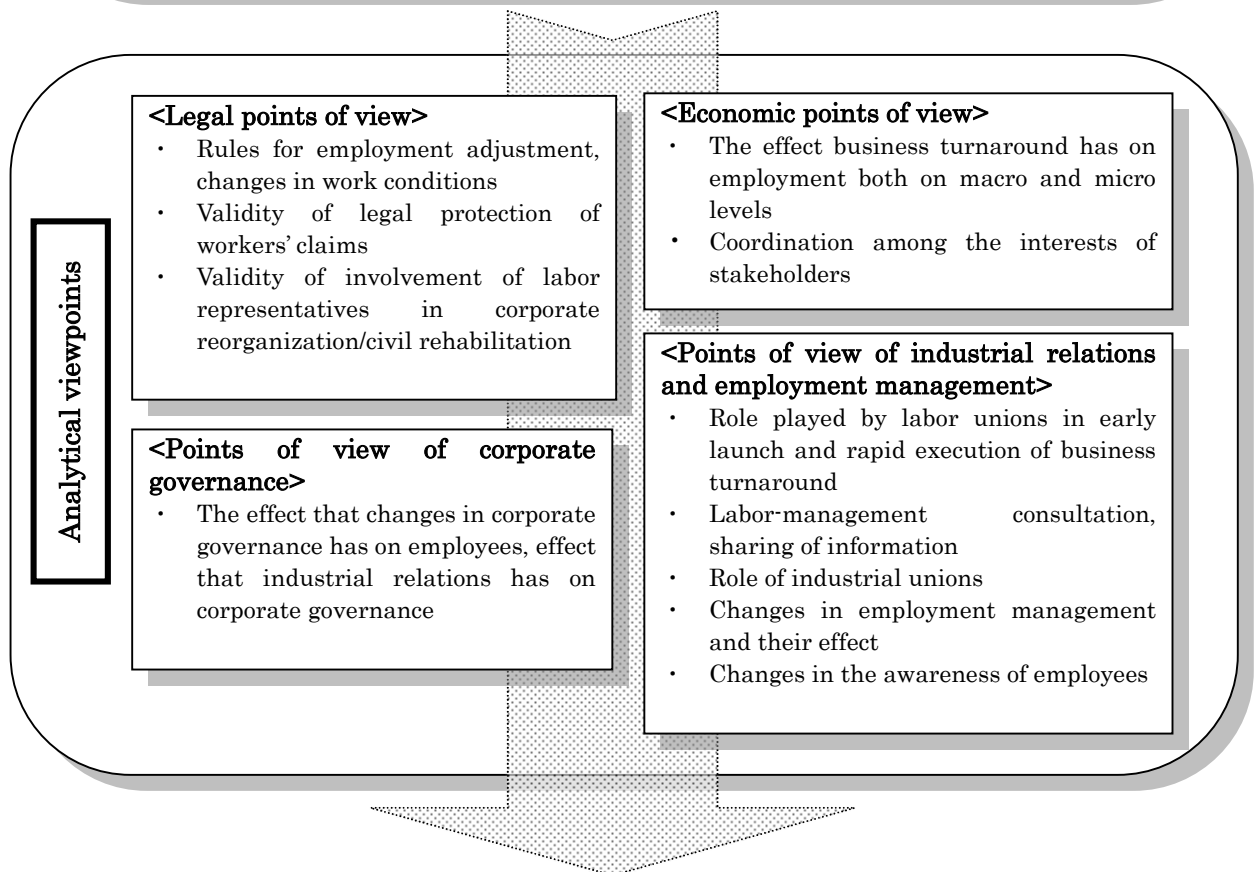 Analytical viewpoints
<Legal points of view>
・ Rules for employment adjustment,
changes in work conditions
・ Validity of legal protection of
workers' claims
・ Validity of involvement of labor
representatives in corporate
reorganization/civil rehabilitation
<Points of view of corporate
governance>
・ The effect that changes in corporate
governance has on employees, effect
that industrial relations has on
corporate governance
<Economic points of view>
・ The effect business turnaround has on
employment both on macro and micro
levels
・ Coordination among the interests of
stakeholders
<Points of view of industrial relations
and employment management>
・ Role played by labor unions in early
launch and rapid execution of business
turnaround
・ Labor-management consultation,
sharing of information
・ Role of industrial unions
・ Changes in employment management
and their effect
・ Changes in the awareness of employees